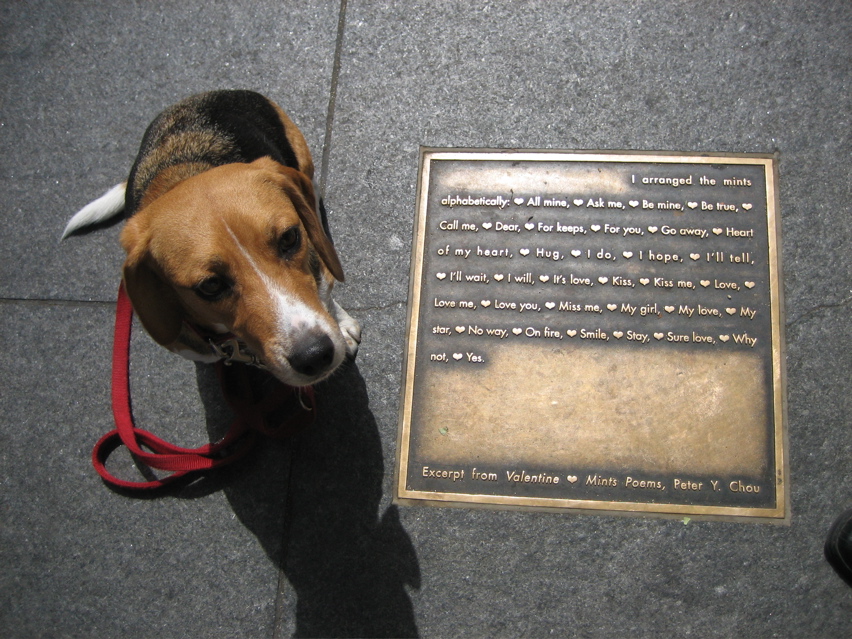 I arranged the mints
alphabetically: ❤ All mine, ❤ Ask me, ❤ Be mine, ❤ Be true, ❤
Call me, ❤ Dear, ❤ For keeps, ❤ For you, ❤ Go away, ❤ Heart
of my heart, ❤ Hug, ❤ I do, ❤ I hope, ❤ I'll tell,
❤ I'll wait, ❤ I will, ❤ It's love, ❤ Kiss, ❤ Kiss me, ❤ Love, ❤
Love me, ❤ Love you, ❤ Miss me, ❤ My girl, ❤ My love, ❤ My
star, ❤ No way, ❤ On fire, ❤ Smile, ❤ Stay, ❤ Sure love, ❤ Why
not, ❤ Yes.
Excerpt from Valentine ❤ Mints Poems, Peter Y. Chou